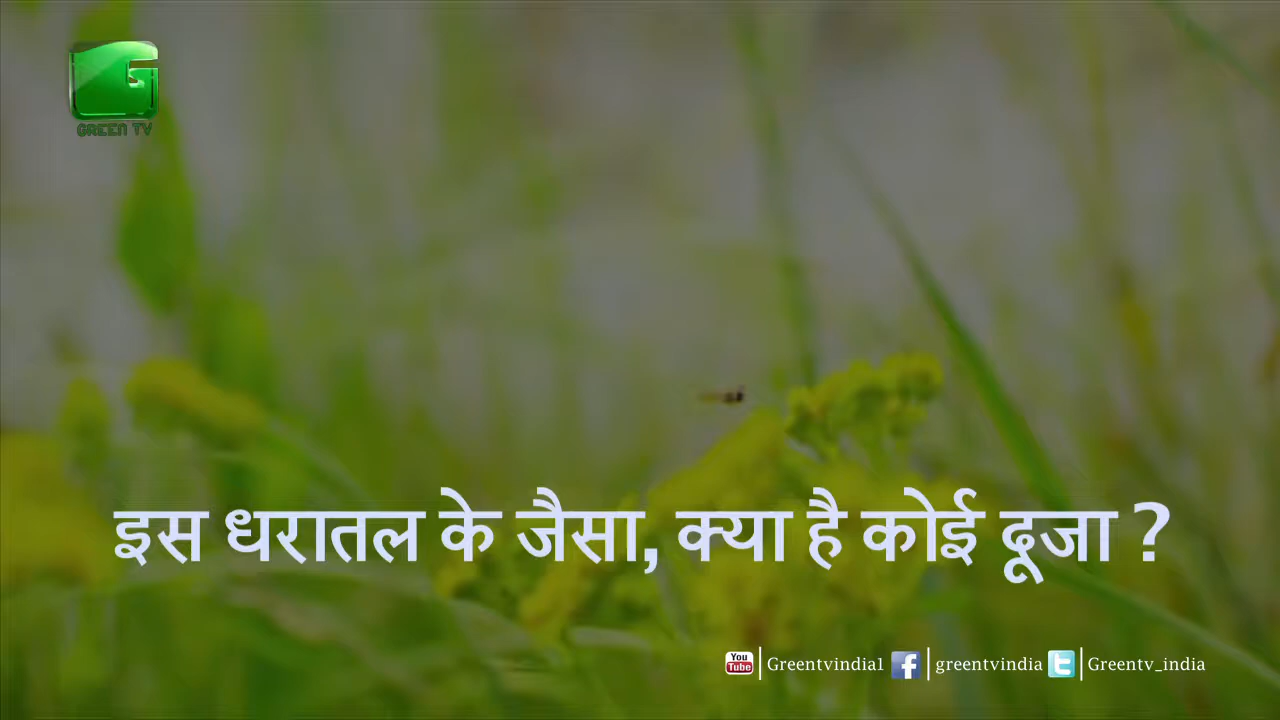 GREEN TV
इस धरातल के जैसा, क्या है कोई दूजा ?
You Tube Greentvindia1 f greentvindia t Greentv_india